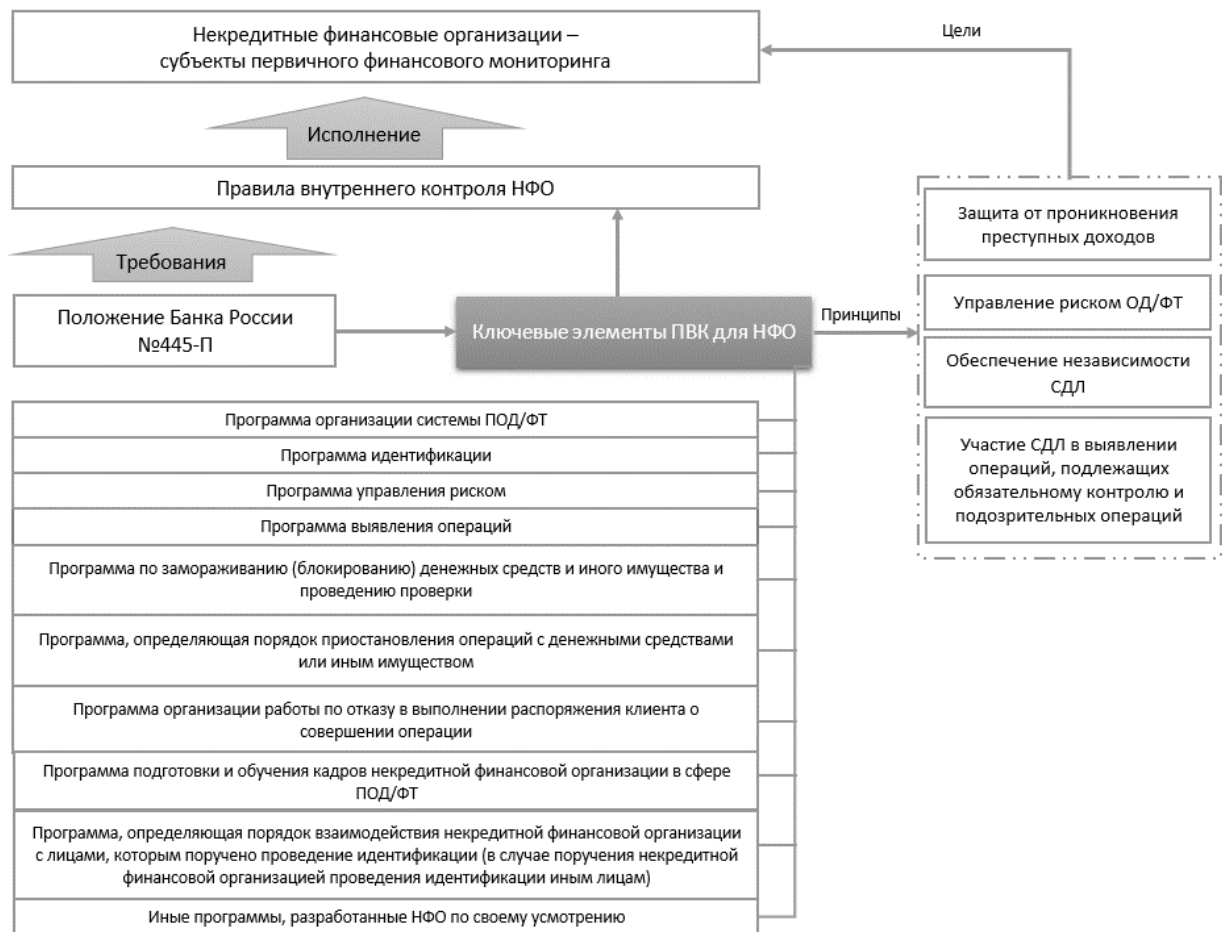 Некредитные финансовые организации –
субъекты первичного финансового мониторинга
Цели
Исполнение
Правила внутреннего контроля НФО
Требования
Положение Банка России
№445-П
Ключевые элементы ПВК для НФО
Принципы
Защита от проникновения
преступных доходов
Управление риском ОД/ФТ
Обеспечение независимости
СДЛ
Участие СДЛ в выявлении
операций, подлежащих
обязательному контролю и
подозрительных операций
Программа организации системы ПОД/ФТ
Программа идентификации
Программа управления риском
Программа выявления операций
Программа по замораживанию (блокированию) денежных средств и иного имущества и
проведению проверки
Программа, определяющая порядок приостановления операций с денежными средствами
или иным имуществом
Программа организации работы по отказу в выполнении распоряжения клиента о
совершении операции
Программа подготовки и обучения кадров некредитной финансовой организации в сфере
ПОД/ФТ
Программа, определяющая порядок взаимодействия некредитной финансовой организации
с лицами, которым поручено проведение идентификации (в случае поручения некредитной
финансовой организацией проведения идентификации иным лицам)
Иные программы, разработанные НФО по своему усмотрению